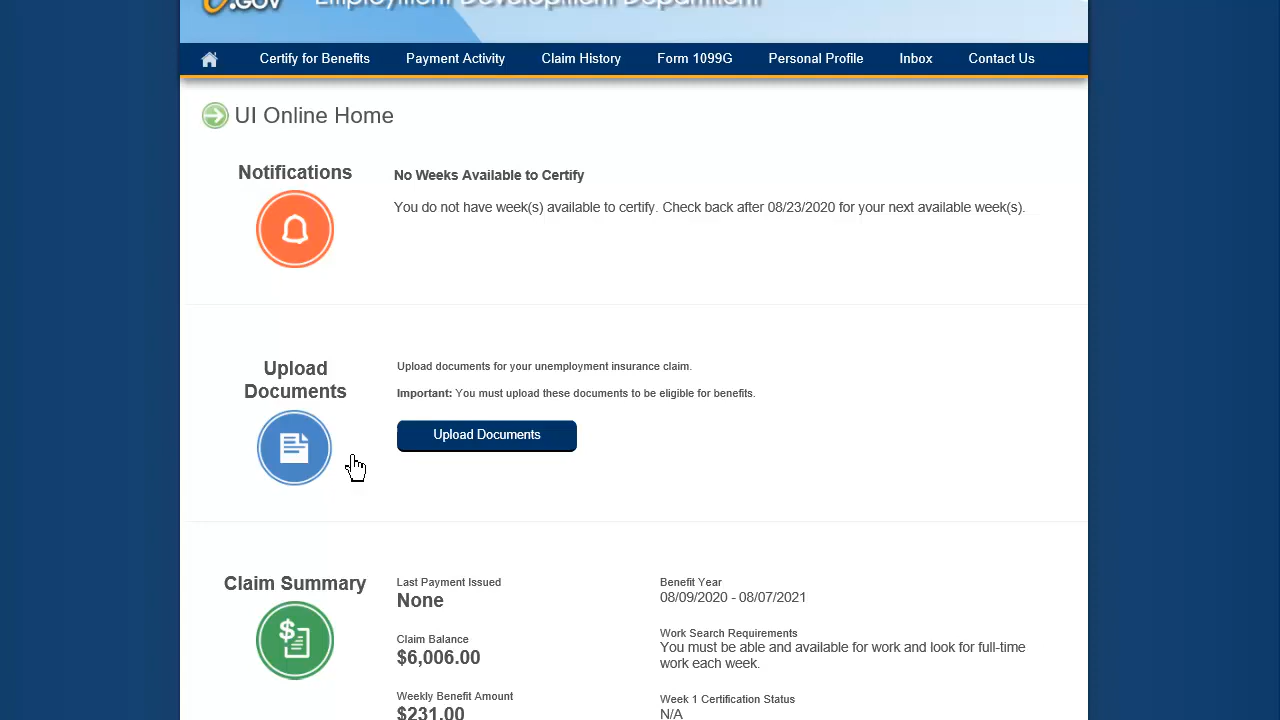 .GOV Employment Development Department
Certify for Benefits Payment Activity Claim History Form 1099G Personal Profile Inbox Contact Us
UI Online Home
Notifications
No Weeks Available to Certify
You do not have week(s) available to certify. Check back after 08/23/2020 for your next available week(s).
Upload
Documents
Upload documents for your unemployment insurance claim.
Important: You must upload these documents to be eligible for benefits.
Upload Documents
Claim Summary
Last Payment Issued
None
Claim Balance
$6,006.00
Weekly Benefit Amount
$231.00
Benefit Year
08/09/2020 - 08/07/2021
Work Search Requirements
You must be able and available for work and look for full-time
work each week.
Week 1 Certification Status
N/A